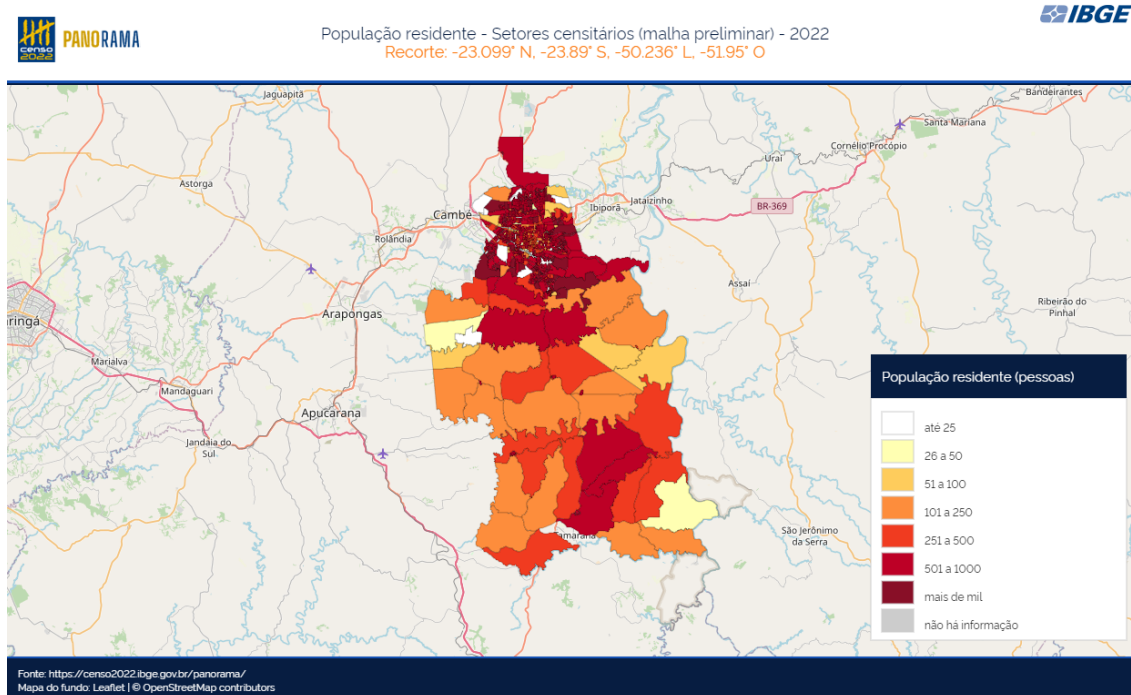 censo
2022
PANORAMA
População residente - Setores censitários (malha preliminar) - 2022
Recorte: -23.099° N, -23.89° S, -50.236° L, -51.95° O
IBGE
Jaguapitã
Bandeirantes
Santa Mariana
Cornélio Procópio
Uraí
Astorga
Jataizinho
Ibiporã
BR-369
Cambé
Rolândia
Assaí
Ribeirão do
Pinhal
Arapongas
ringá
Marialva
Mandaguari
Apucarana
Jandaia do
Sul
São Jerônimo
da Serra
amarana
População residente (pessoas)
até 25
26 a 50
51 a 100
101 a 250
251 a 500
501 a 1000
mais de mil
não há informação
Fonte: https://censo2022.ibge.gov.br/panorama/
Mapa do fundo: Leaflet | © OpenStreetMap contributors